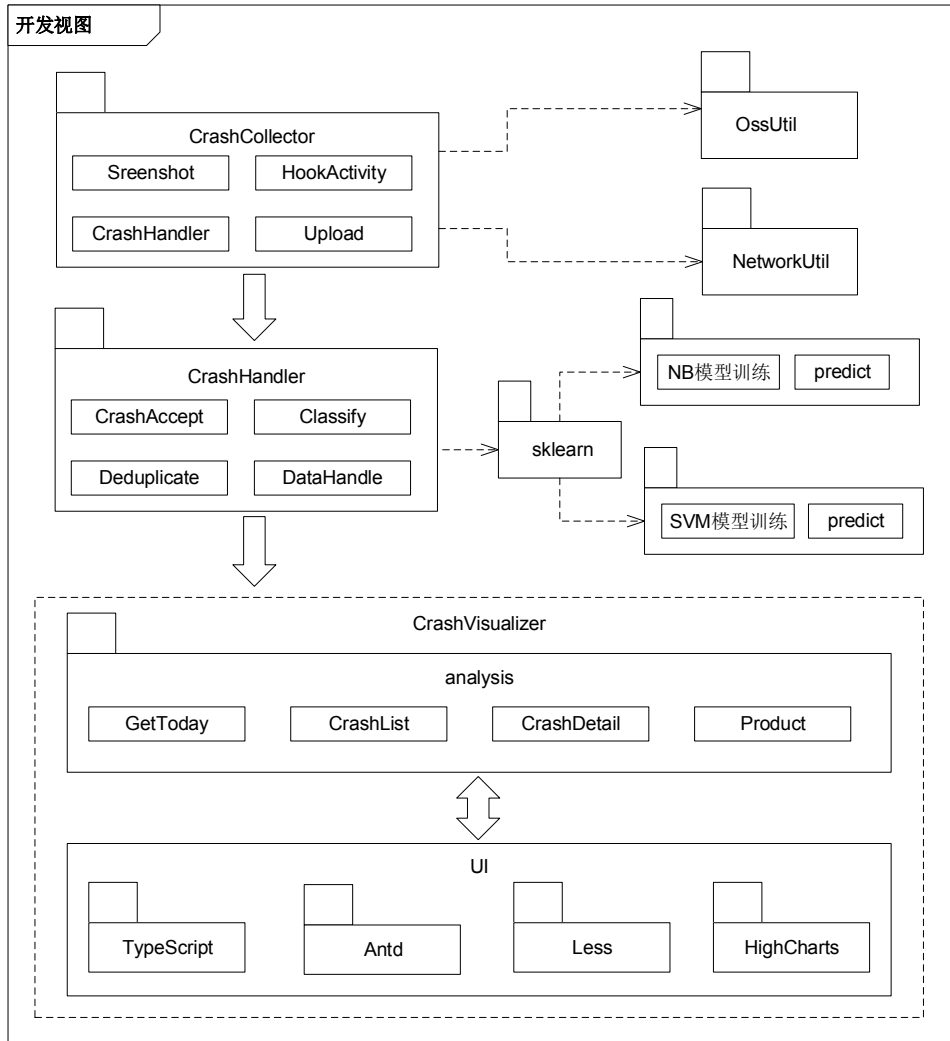 开发视图
CrashCollector
Sreenshot
HookActivity
CrashHandler
Upload
OssUtil
NetworkUtil
CrashHandler
CrashAccept
Classify
Deduplicate
DataHandle
sklearn
NB模型训练
predict
SVM模型训练
predict
CrashVisualizer
analysis
GetToday
CrashList
CrashDetail
Product
UI
TypeScript
Antd
Less
HighCharts